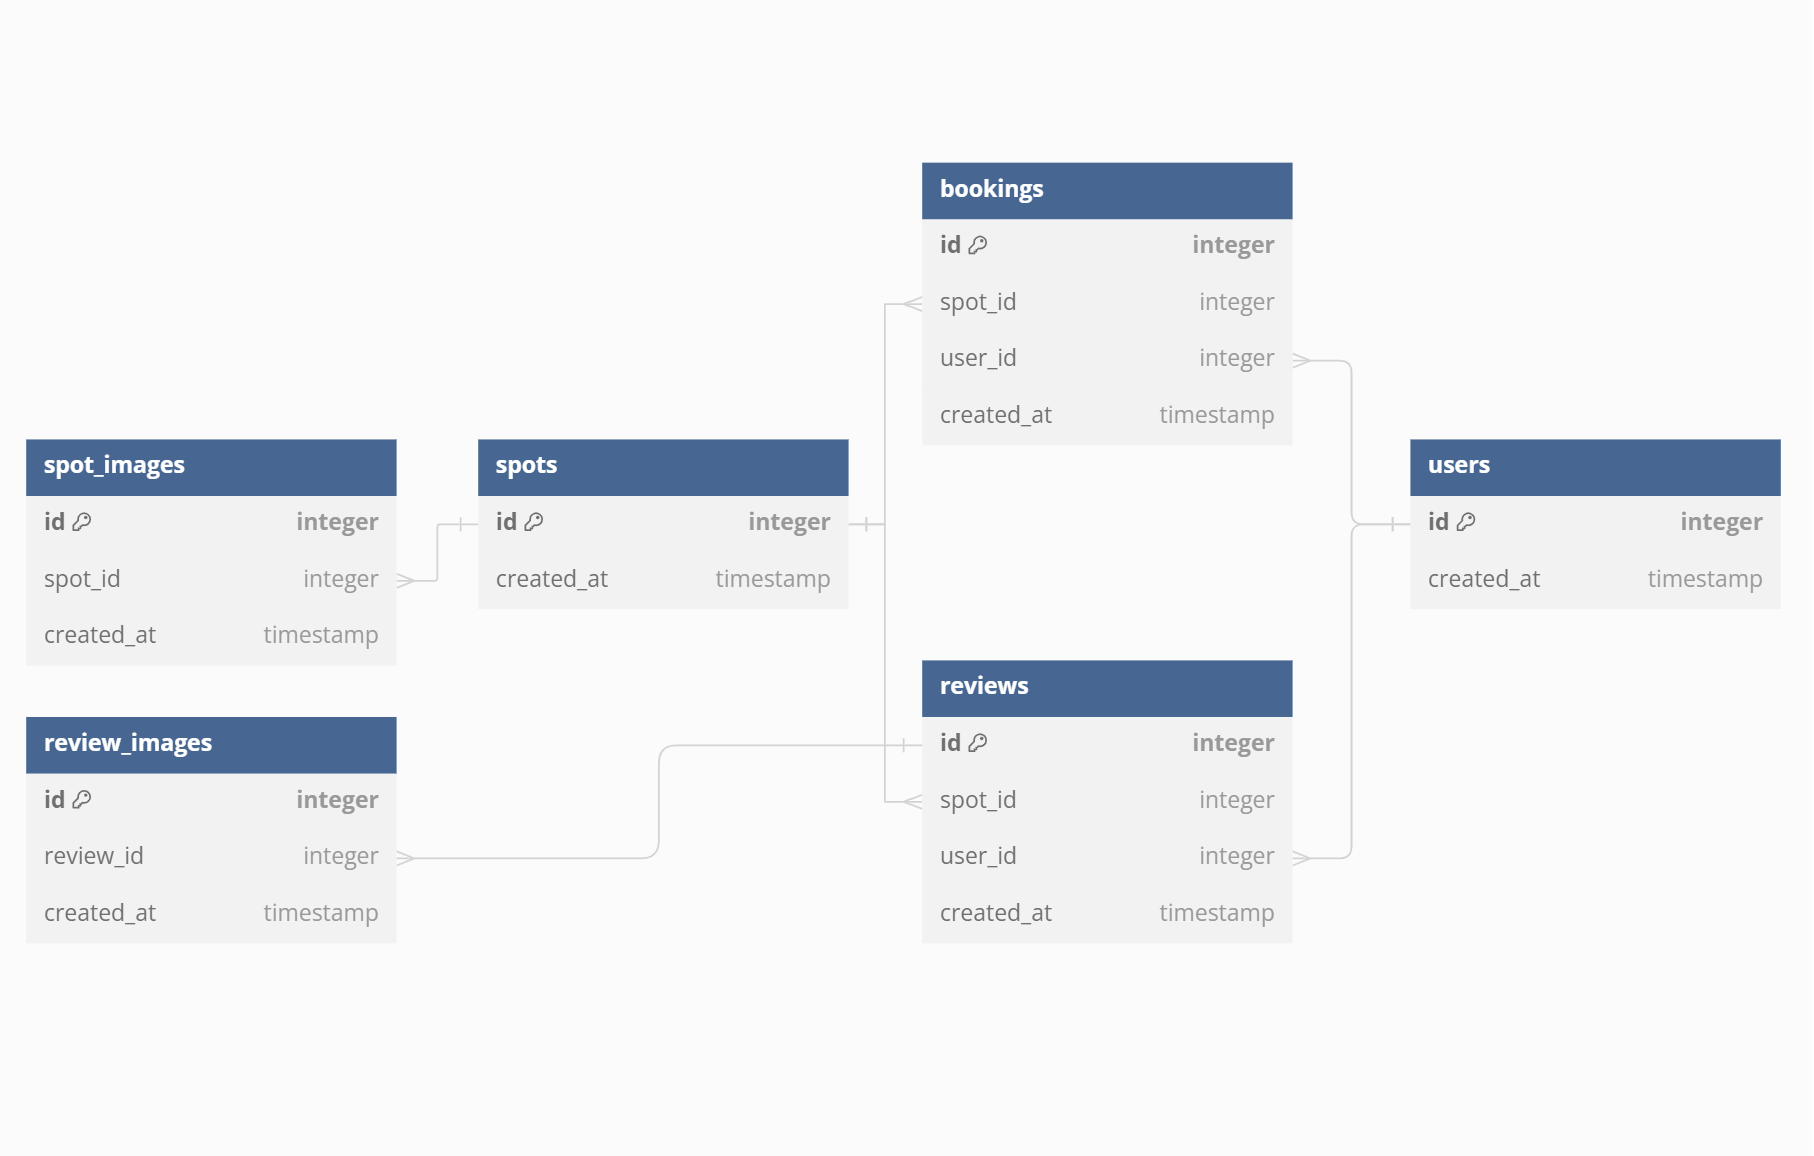 bookings
id integer
spot_id integer
user_id integer
created_at timestamp
spot_images
id integer
spot_id integer
created_at timestamp
spots
id integer
created_at timestamp
users
id integer
created_at timestamp
reviews
id integer
spot_id integer
user_id integer
created_at timestamp
review_images
id integer
review_id integer
created_at timestamp